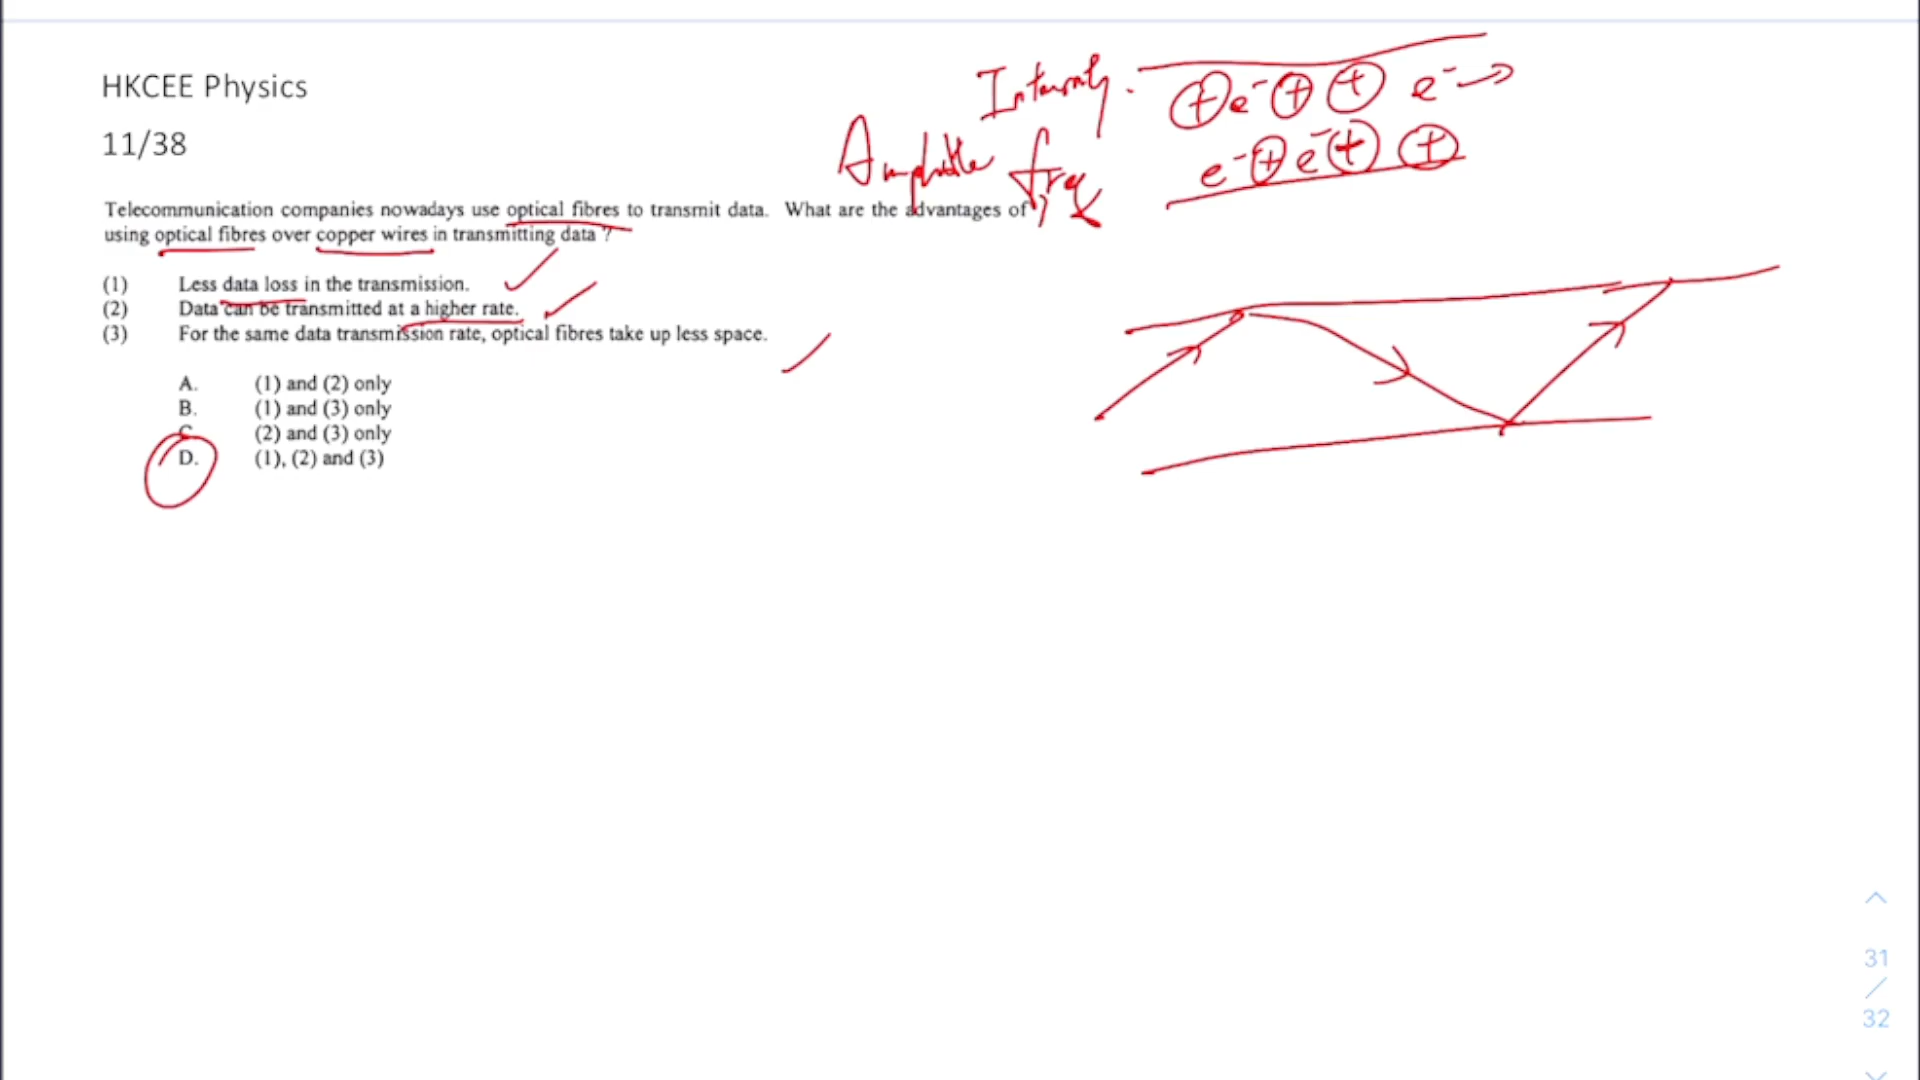 HKCEE Physics
11/38
Intensity.
⊕e⁻⊕⊕ e⁻→
Amplitude freq
e⁻⊕e⁻⊕ ⊕
Telecommunication companies nowadays use optical fibres to transmit data. What are the advantages of
using optical fibres over copper wires in transmitting data ?
(1) Less data loss in the transmission.
(2) Data can be transmitted at a higher rate.
(3) For the same data transmission rate, optical fibres take up less space.
A. (1) and (2) only
B. (1) and (3) only
C. (2) and (3) only
D. (1), (2) and (3)
31
/
32